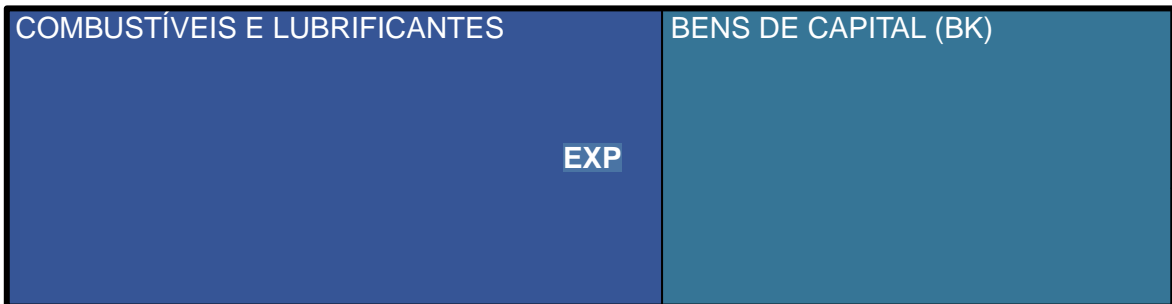 COMBUSTÍVEIS E LUBRIFICANTES
BENS DE CAPITAL (BK)
EXP